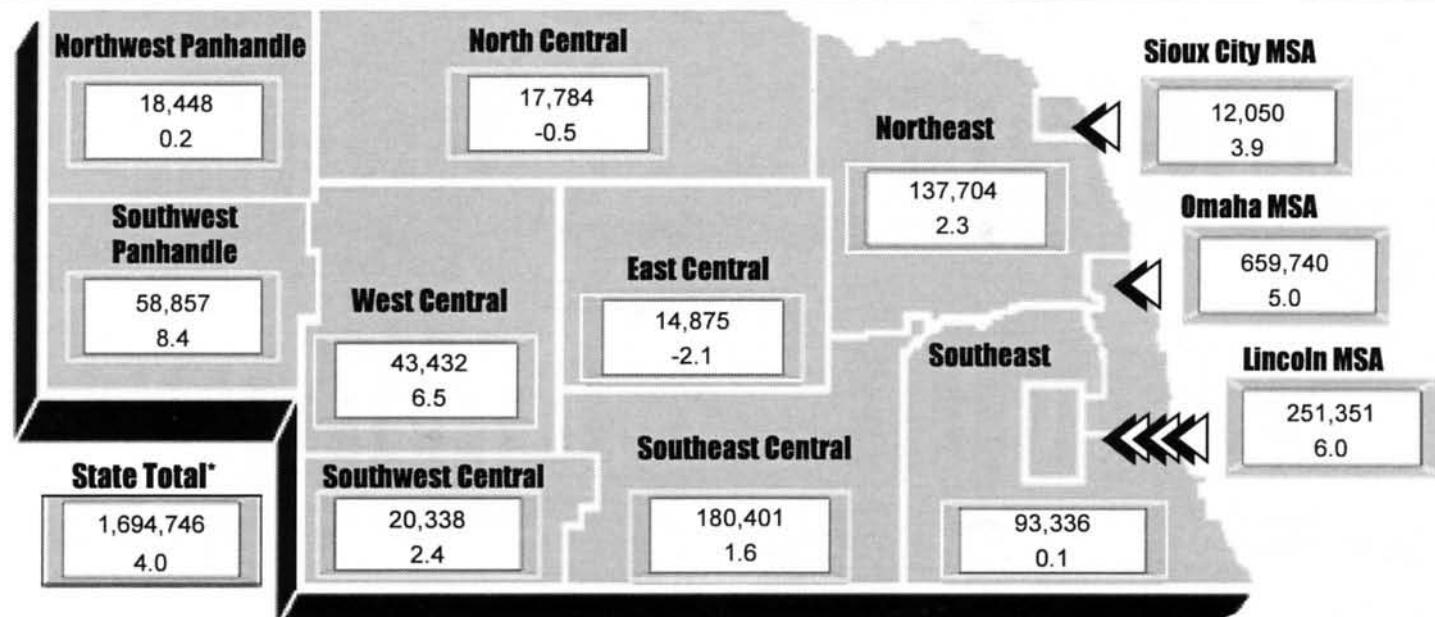 Northwest Panhandle
18,448
0.2
North Central
17,784
-0.5
Northeast
137,704
2.3
Sioux City MSA
12,050
3.9
Southwest
Panhandle
58,857
8.4
West Central
43,432
6.5
East Central
14,875
-2.1
Omaha MSA
659,740
5.0
Southeast
93,336
0.1
Lincoln MSA
251,351
6.0
State Total*
1,694,746
4.0
Southwest Central
20,338
2.4
Southeast Central
180,401
1.6